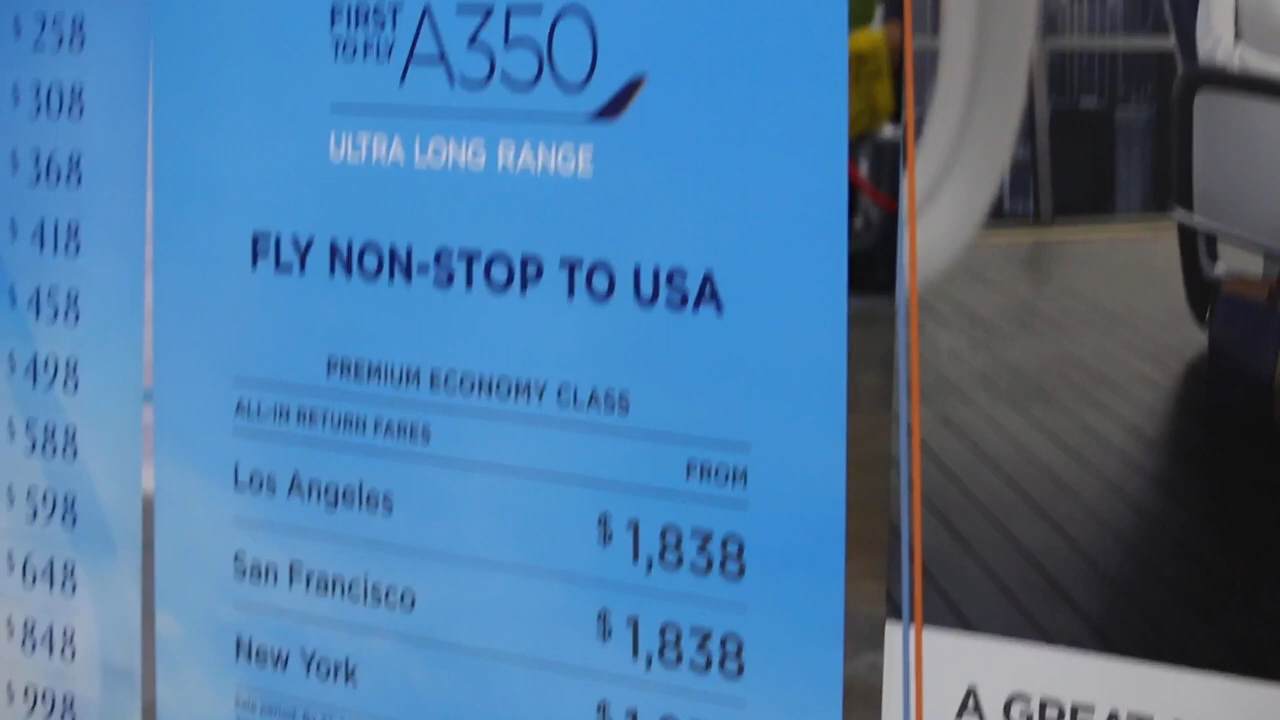 $258
$308
$368
$418
$458
$498
$588
$598
$648
$848
$998
FIRST
TO FLY
A350
ULTRA LONG RANGE
FLY NON-STOP TO USA
PREMIUM ECONOMY CLASS
ALL-IN RETURN FARES
FROM
Los Angeles $1,838
San Francisco $1,838
New York
A GREAT